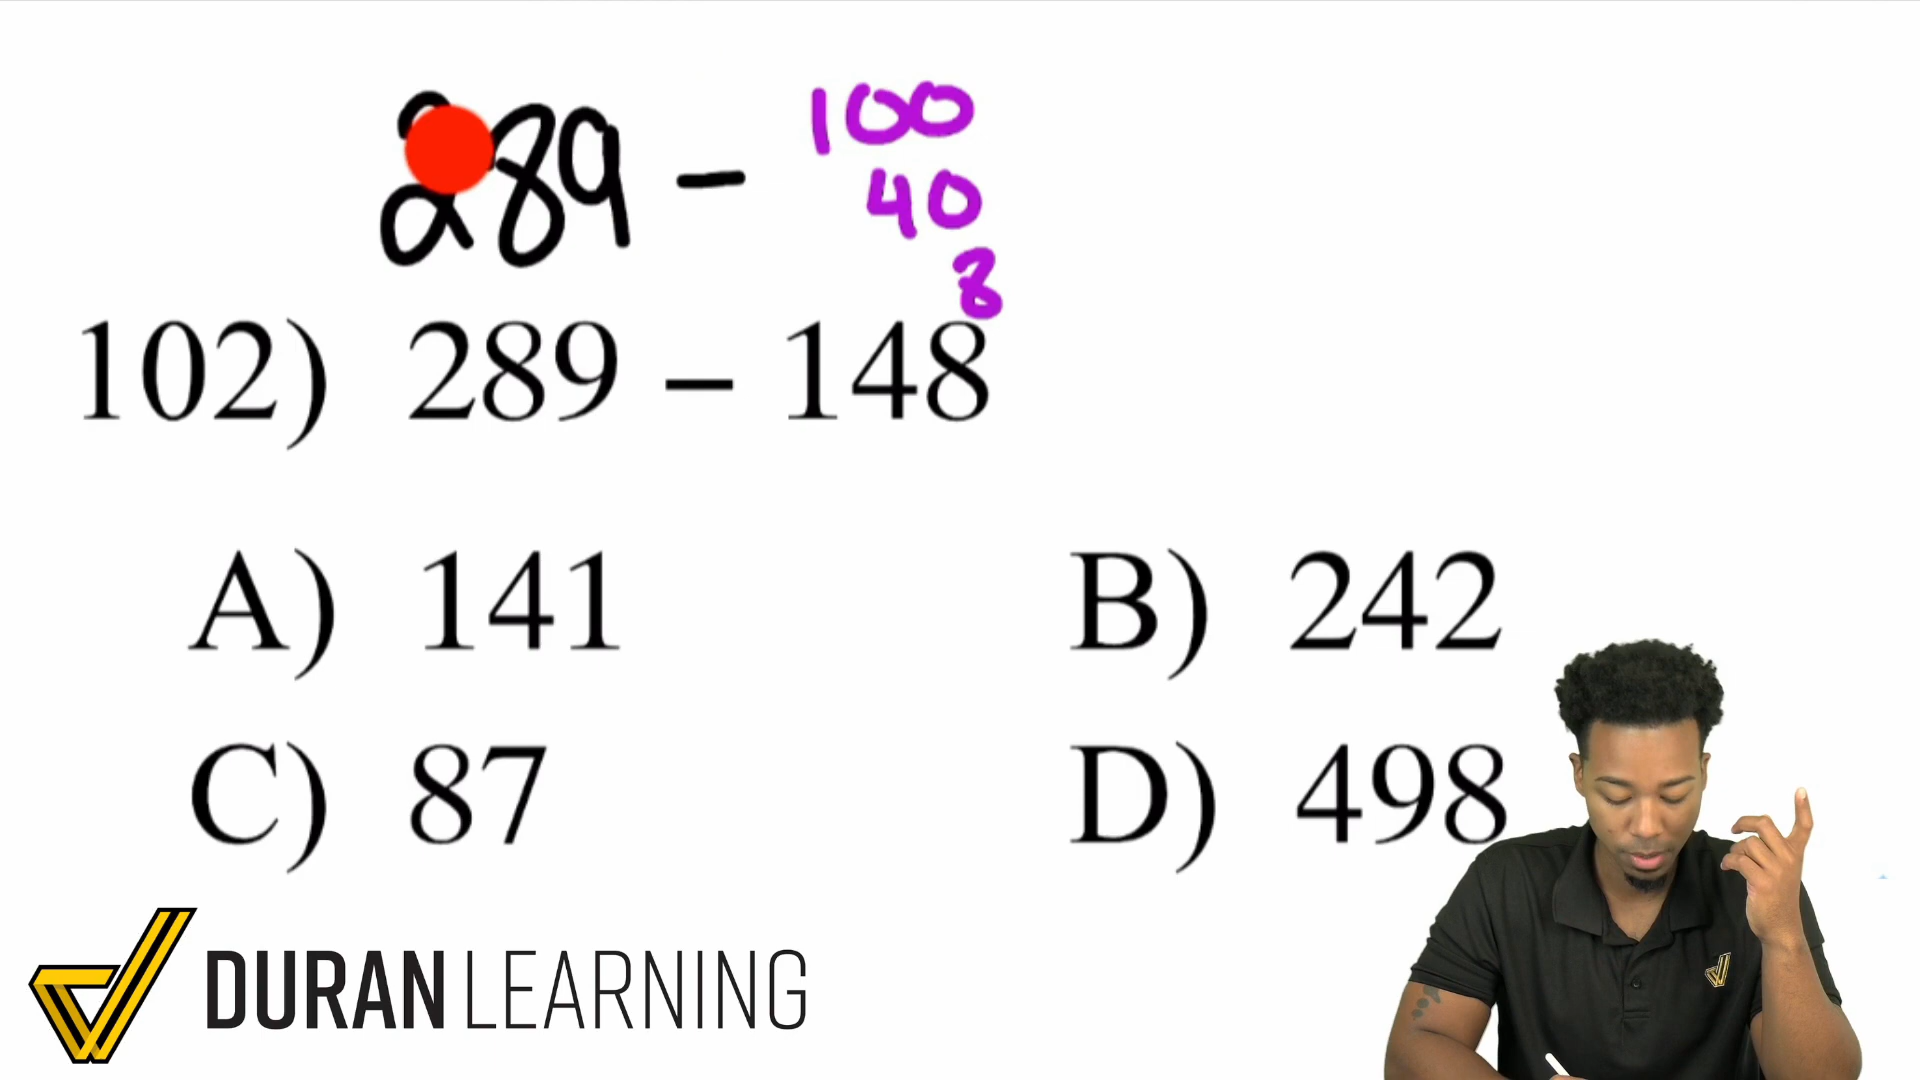 289 - 100
40
8
102) 289 – 148
A) 141 B) 242
C) 87 D) 498
DURAN LEARNING